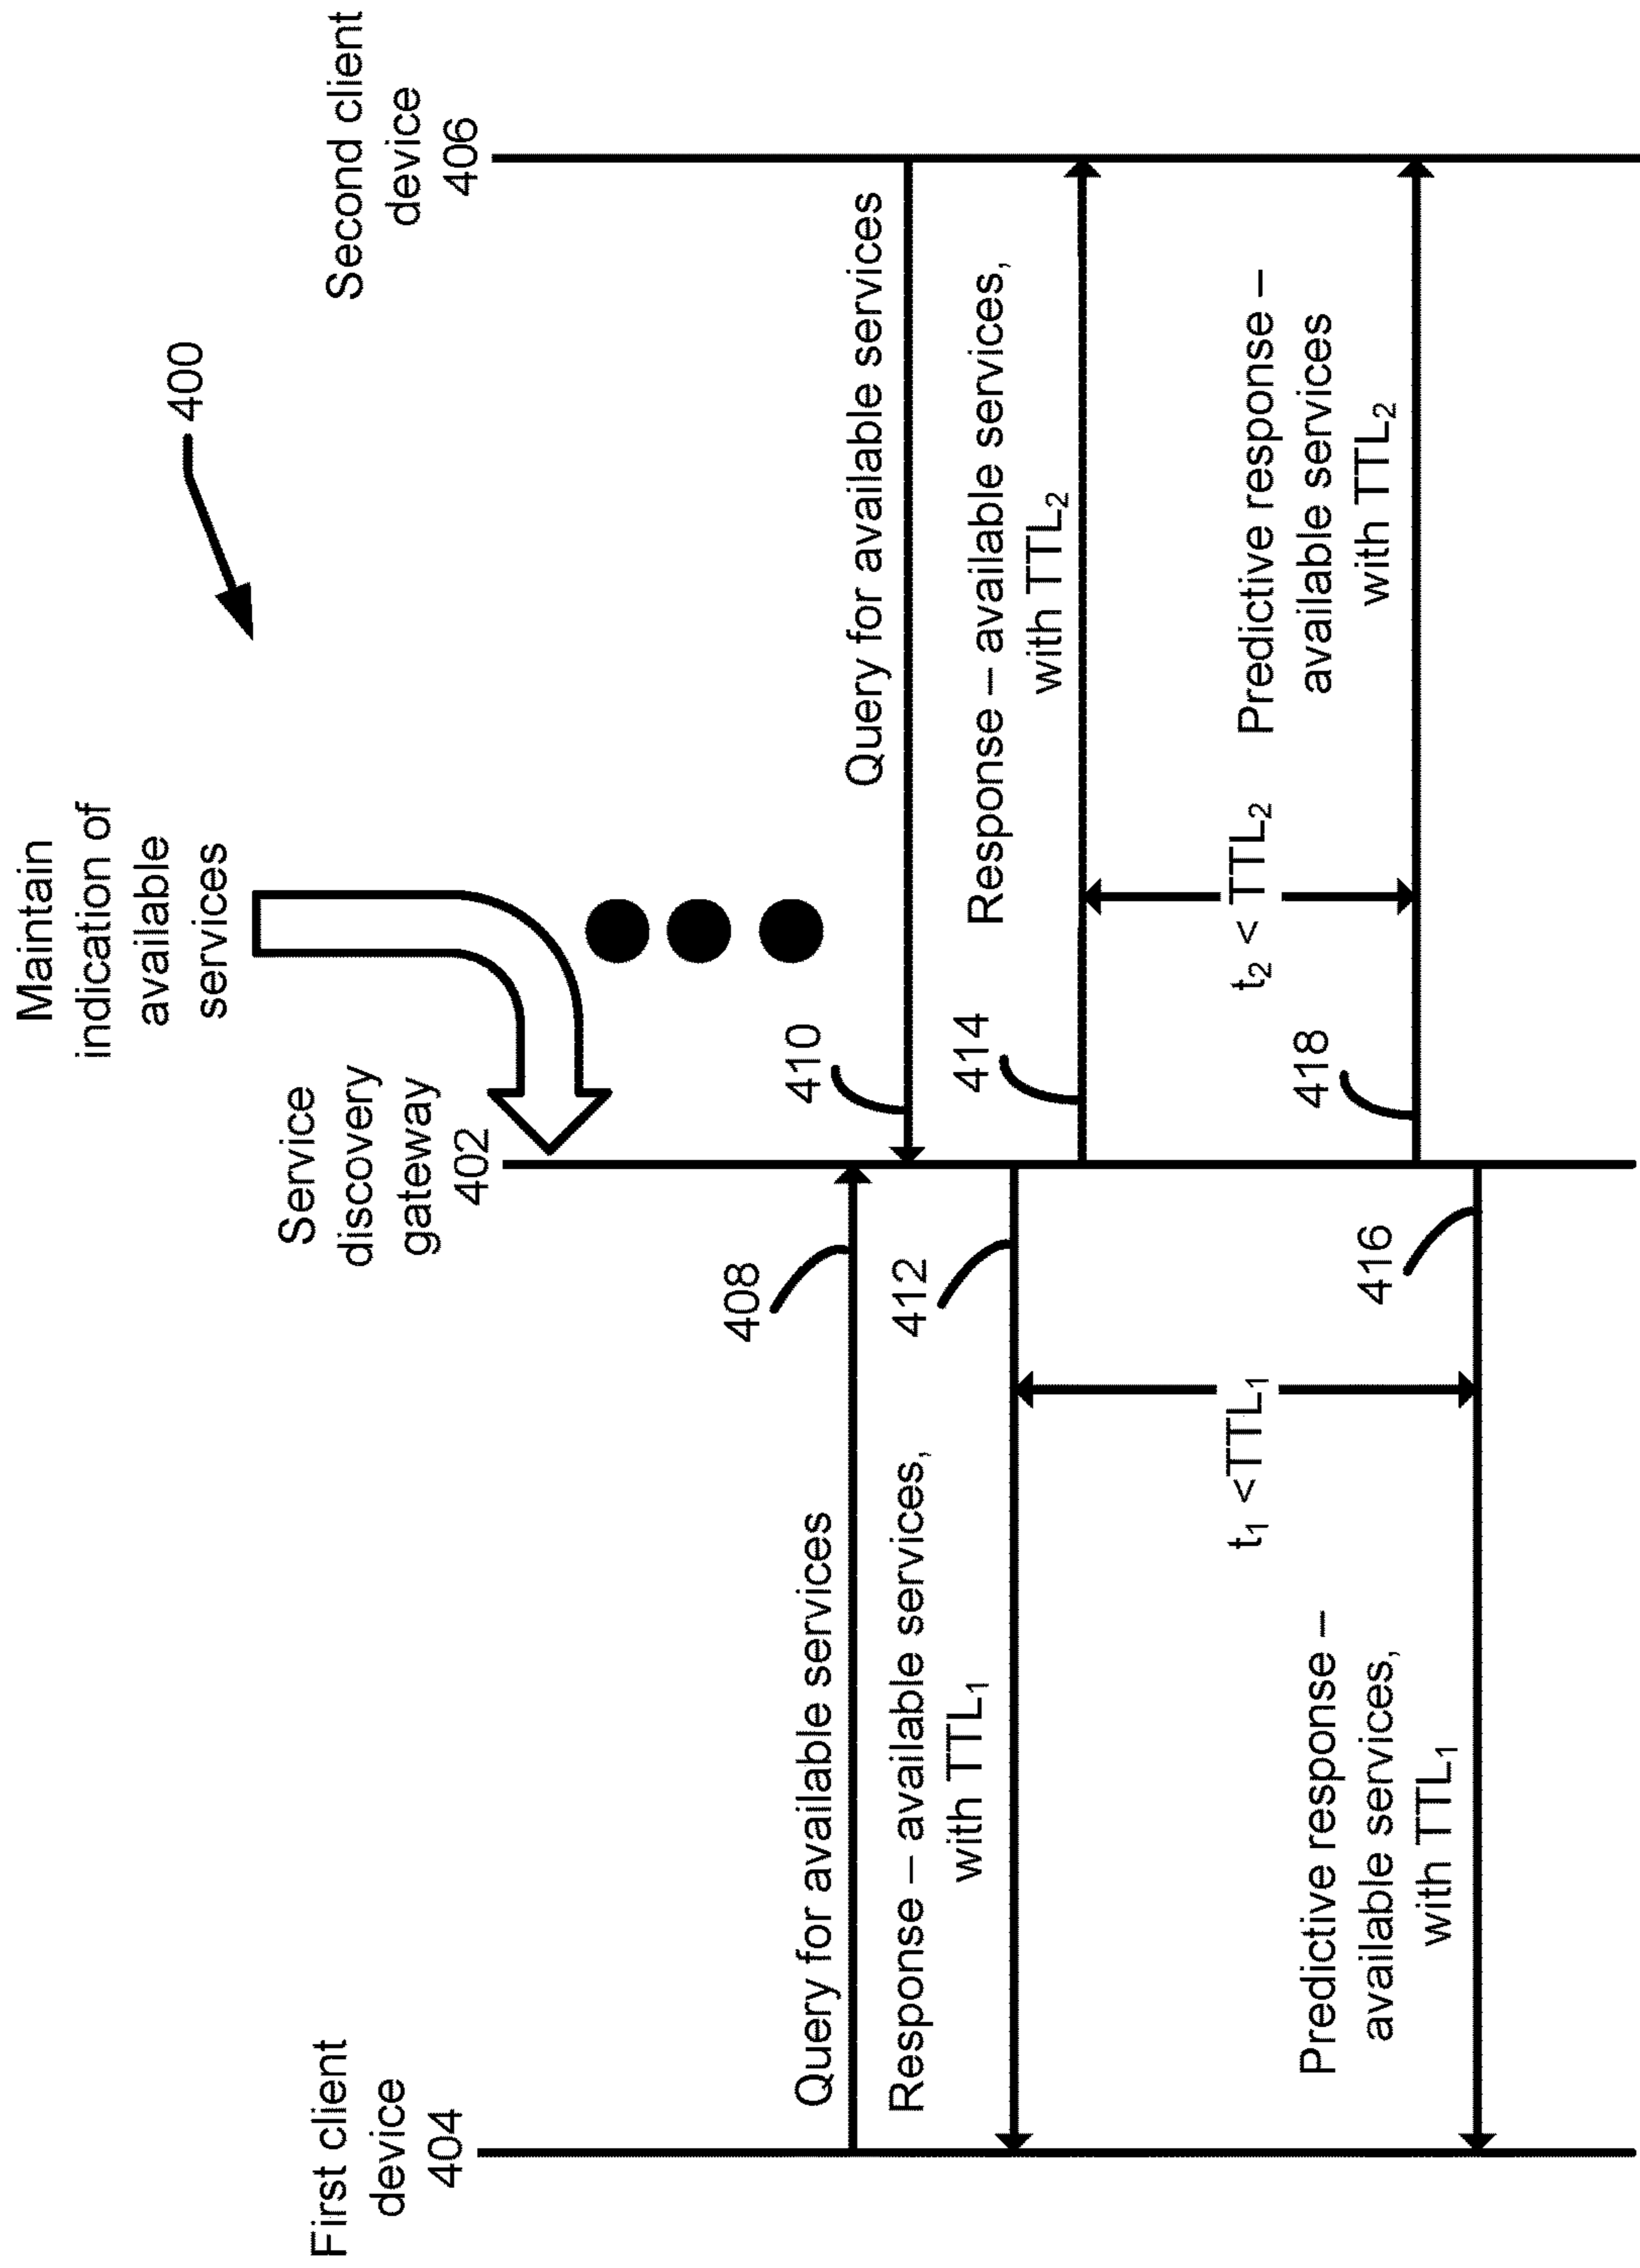 400
Maintain
indication of
available
services
First client
device
404
Service
discovery
gateway
402
Second client
device
406
408
Query for available services
410
Query for available services
412
Response – available services,
with TTL₁
414
Response – available services,
with TTL₂
t₁ < TTL₁
t₂ < TTL₂
Predictive response –
available services
with TTL₂
418
Predictive response –
available services,
with TTL₁
416